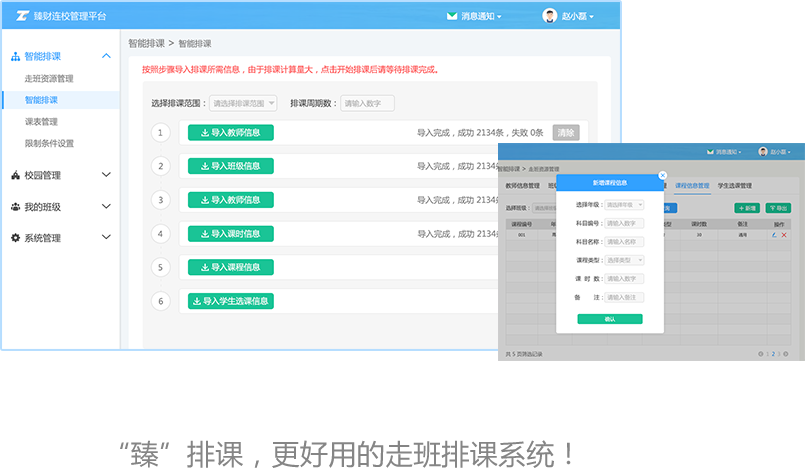 臻财连校管理平台
消息通知
赵小磊
智能排课
走班资源管理
智能排课
课表管理
限制条件设置
校园管理
我的班级
系统管理
智能排课 > 智能排课
按照步骤导入排课所需信息，由于排课计算量大，点击开始排课后请等待排课完成。
选择排课范围： 请选择排课范围 排课周期数： 请输入数字
1 导入教师信息 导入完成，成功 2134条，失败 0条 清除
2 导入班级信息 导入完成，成功 2134
3 导入教师信息 导入完成，成功 2134
4 导入课时信息 导入完成，成功 2134条
5 导入课程信息
6 导入学生选课信息
消息通知 赵小磊
智能排课 > 走班资源管理
教师信息管理 课程信息管理 学生选课管理
选择班级：
新增 导出
课程编号 课时数 备注 操作
001 20 选修
新增课程信息
选择年级： 请选择年级
科目编号： 请输入数字
科目名称： 请输入名称
课程类型： 选择类型
课 时 数： 请输入数字
备 注： 请输入备注
确认
共 5 页筛选记录
1 2 3
“臻”排课，更好用的走班排课系统！